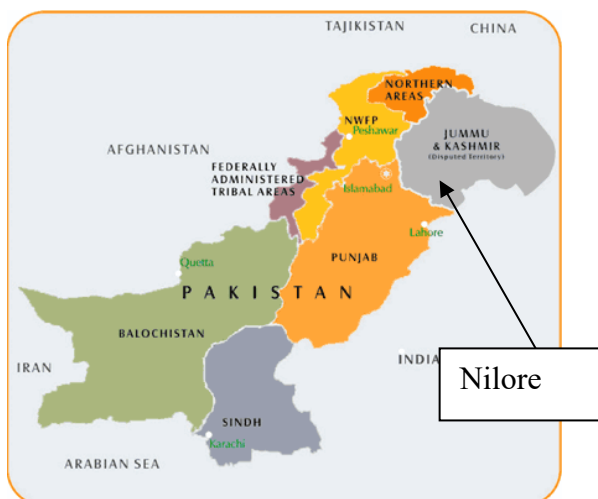 TAJIKISTAN
CHINA
NORTHERN
AREAS
NWFP
Peshawar
JUMMU
& KASHMIR
(Disputed Territory)
AFGHANISTAN
FEDERALLY
ADMINISTERED
TRIBAL AREAS
Islamabad
Lahore
Quetta
PUNJAB
PAKISTAN
BALOCHISTAN
INDIA
IRAN
Nilore
SINDH
Karachi
ARABIAN SEA